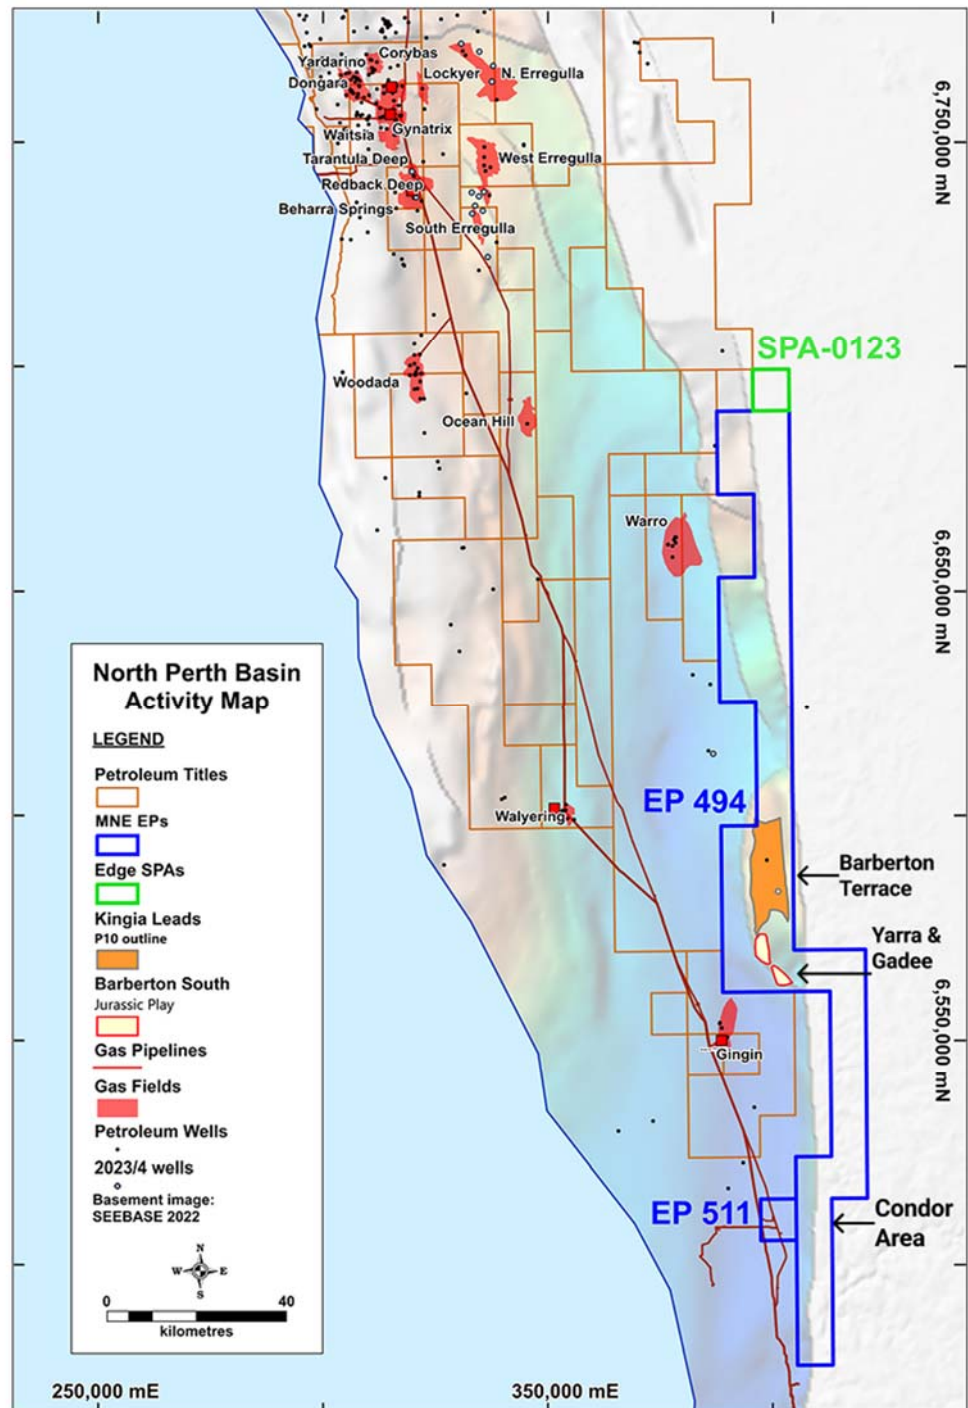 Yardarino
Corybas
Dongara
Lockyer
N. Erregulla
Waitsia
Gynatrix
Tarantula Deep
West Erregulla
Redback Deep
Beharra Springs
South Erregulla
6,750,000 mN
SPA-0123
Woodada
Ocean Hill
Warro
6,650,000 mN
EP 494
Walyering
Barberton
Terrace
Yarra &
Gadee
6,550,000 mN
Gingin
EP 511
Condor
Area
North Perth Basin
Activity Map
LEGEND
Petroleum Titles
MNE EPs
Edge SPAs
Kingia Leads
P10 outline
Barberton South
Jurassic Play
Gas Pipelines
Gas Fields
Petroleum Wells
2023/4 wells
Basement image:
SEEBASE 2022
N
W E
S
0 40
kilometres
250,000 mE
350,000 mE